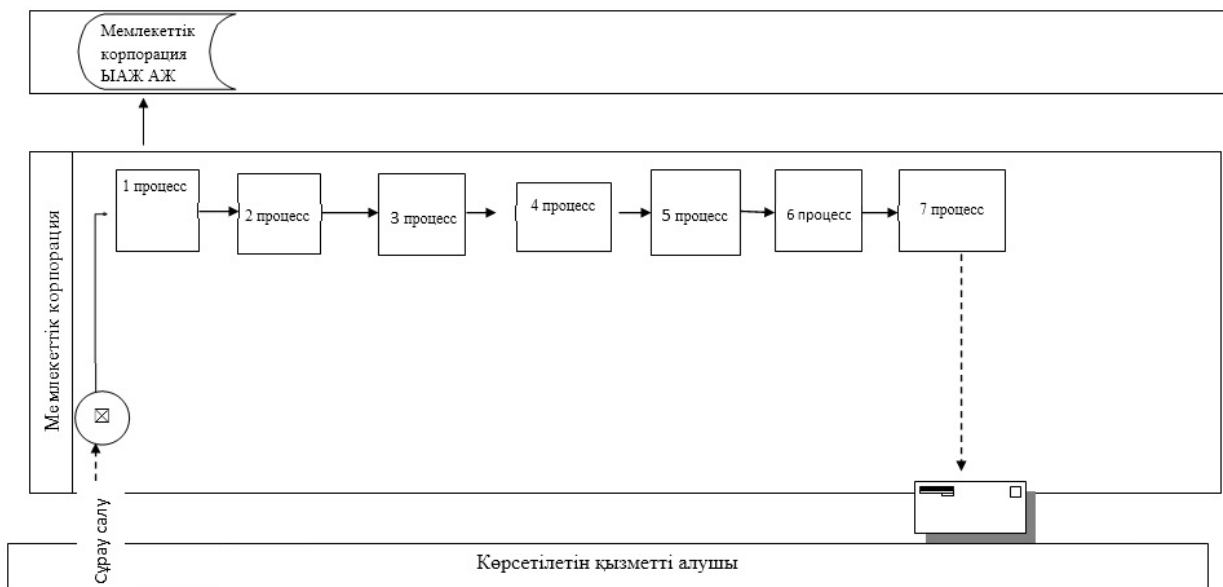 Мемлекеттік
корпорация
ЫАЖ АЖ
Мемлекеттік корпорация
1 процесс
2 процесс
3 процесс
4 процесс
5 процесс
6 процесс
7 процесс
Сұрау салу
Көрсетілетін қызметті алушы